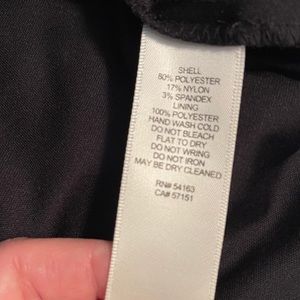 SHELL
80% POLYESTER
17% NYLON
3% SPANDEX
LINING
100% POLYESTER
HAND WASH COLD
DO NOT BLEACH
FLAT TO DRY
DO NOT WRING
DO NOT IRON
MAY BE DRY CLEANED
RN# 54163
CA# 57151